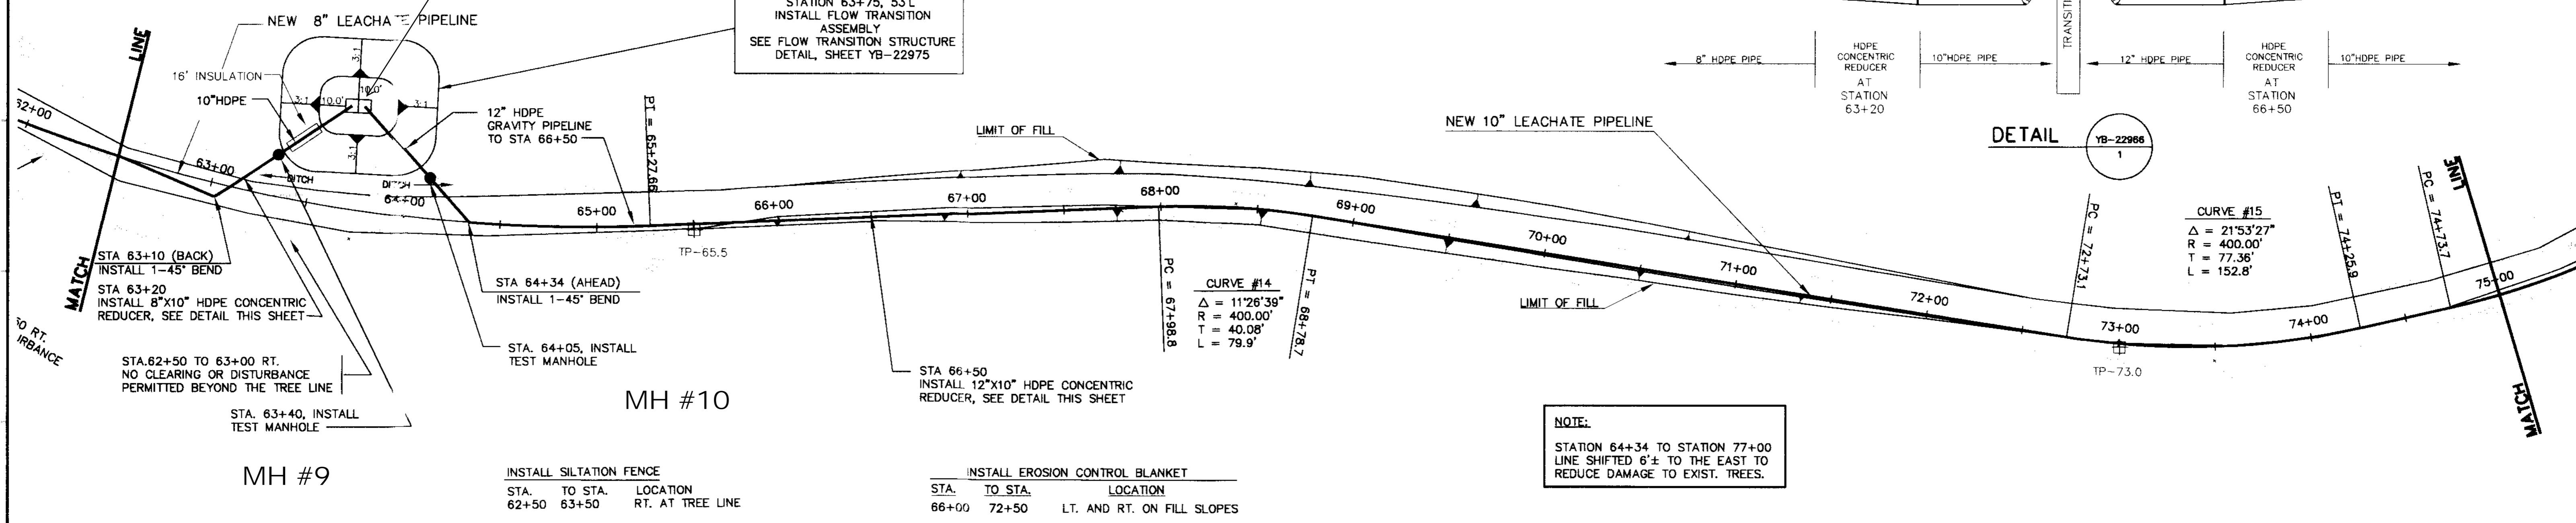 NEW 8" LEACHATE PIPELINE
LINE
MATCH
16' INSULATION
10"HDPE
62+00
63+00
3:1
3:1
10.0'
10.0'
3:1
3:1
DITCH
DITCH
64+00
STATION 63+75, 53'L
INSTALL FLOW TRANSITION
ASSEMBLY
SEE FLOW TRANSITION STRUCTURE
DETAIL, SHEET YB-22975
12" HDPE
GRAVITY PIPELINE
TO STA 66+50
PT = 65+27.66
65+00
66+00
67+00
68+00
69+00
70+00
71+00
72+00
73+00
74+00
75+00
LIMIT OF FILL
NEW 10" LEACHATE PIPELINE
LIMIT OF FILL
TP-65.5
TP-73.0
8" HDPE PIPE
HDPE
CONCENTRIC
REDUCER
AT
STATION
63+20
10"HDPE PIPE
12" HDPE PIPE
HDPE
CONCENTRIC
REDUCER
AT
STATION
66+50
10"HDPE PIPE
DETAIL
YB-22966
1
STA 63+10 (BACK)
INSTALL 1-45° BEND
STA 63+20
INSTALL 8"X10" HDPE CONCENTRIC
REDUCER, SEE DETAIL THIS SHEET
50 RT.
STA.62+50 TO 63+00 RT.
NO CLEARING OR DISTURBANCE
PERMITTED BEYOND THE TREE LINE
STA. 63+40, INSTALL
TEST MANHOLE
MH #9
STA 64+34 (AHEAD)
INSTALL 1-45° BEND
STA. 64+05, INSTALL
TEST MANHOLE
MH #10
STA 66+50
INSTALL 12"X10" HDPE CONCENTRIC
REDUCER, SEE DETAIL THIS SHEET
PC = 67+98.8
CURVE #14
Δ = 11°26'39"
R = 400.00'
T = 40.08'
L = 79.9'
PT = 68+78.7
PC = 72+73.1
CURVE #15
Δ = 21°53'27"
R = 400.00'
T = 77.36'
L = 152.8'
PT = 74+25.9
PC = 74+73.7
LINE
MATCH
NOTE:
STATION 64+34 TO STATION 77+00
LINE SHIFTED 6'± TO THE EAST TO
REDUCE DAMAGE TO EXIST. TREES.
INSTALL SILTATION FENCE
STA. TO STA. LOCATION
62+50 63+50 RT. AT TREE LINE
INSTALL EROSION CONTROL BLANKET
STA. TO STA. LOCATION
66+00 72+50 LT. AND RT. ON FILL SLOPES